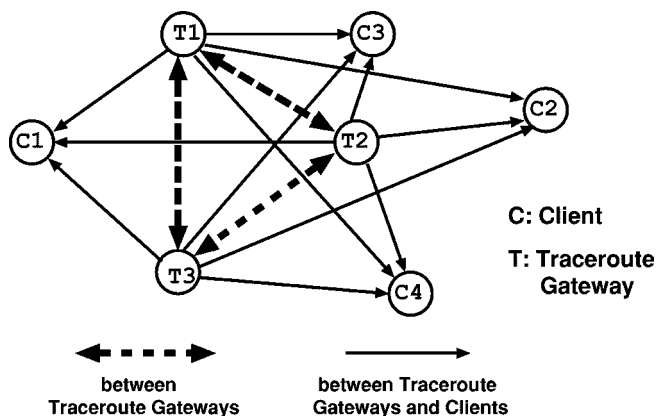 T1
C3
C2
C1
T2
C: Client
T3
T: Traceroute
Gateway
C4
between
Traceroute Gateways
between Traceroute
Gateways and Clients